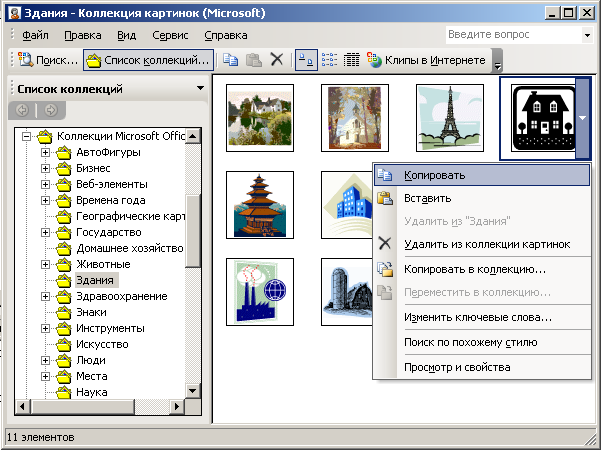 Здания - Коллекция картинок (Microsoft)
Файл Правка Вид Сервис Справка
Введите вопрос
Поиск... Список коллекций... Клипы в Интернете
Список коллекций
Коллекции Microsoft Offic
АвтоФигуры
Бизнес
Веб-элементы
Времена года
Географические карт
Государство
Домашнее хозяйство
Животные
Здания
Здравоохранение
Знаки
Инструменты
Искусство
Люди
Места
Наука
Копировать
Вставить
Удалить из "Здания"
Удалить из коллекции картинок
Копировать в коллекцию...
Переместить в коллекцию...
Изменить ключевые слова...
Поиск по похожему стилю
Просмотр и свойства
11 элементов